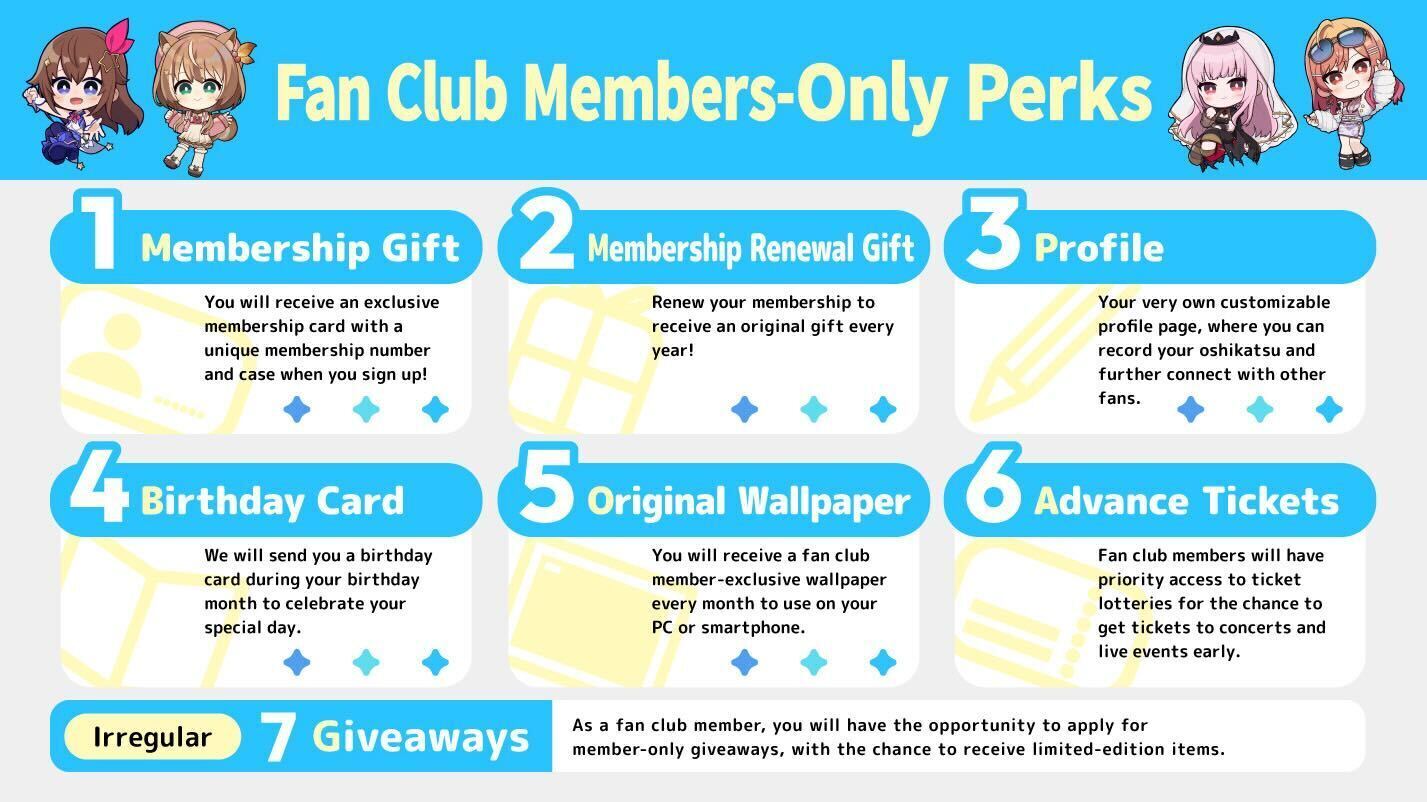 Fan Club Members-Only Perks
1 Membership Gift
You will receive an exclusive
membership card with a
unique membership number
and case when you sign up!
2 Membership Renewal Gift
Renew your membership to
receive an original gift every
year!
3 Profile
Your very own customizable
profile page, where you can
record your oshikatsu and
further connect with other
fans.
4 Birthday Card
We will send you a birthday
card during your birthday
month to celebrate your
special day.
5 Original Wallpaper
You will receive a fan club
member-exclusive wallpaper
every month to use on your
PC or smartphone.
6 Advance Tickets
Fan club members will have
priority access to ticket
lotteries for the chance to
get tickets to concerts and
live events early.
Irregular 7 Giveaways
As a fan club member, you will have the opportunity to apply for
member-only giveaways, with the chance to receive limited-edition items.